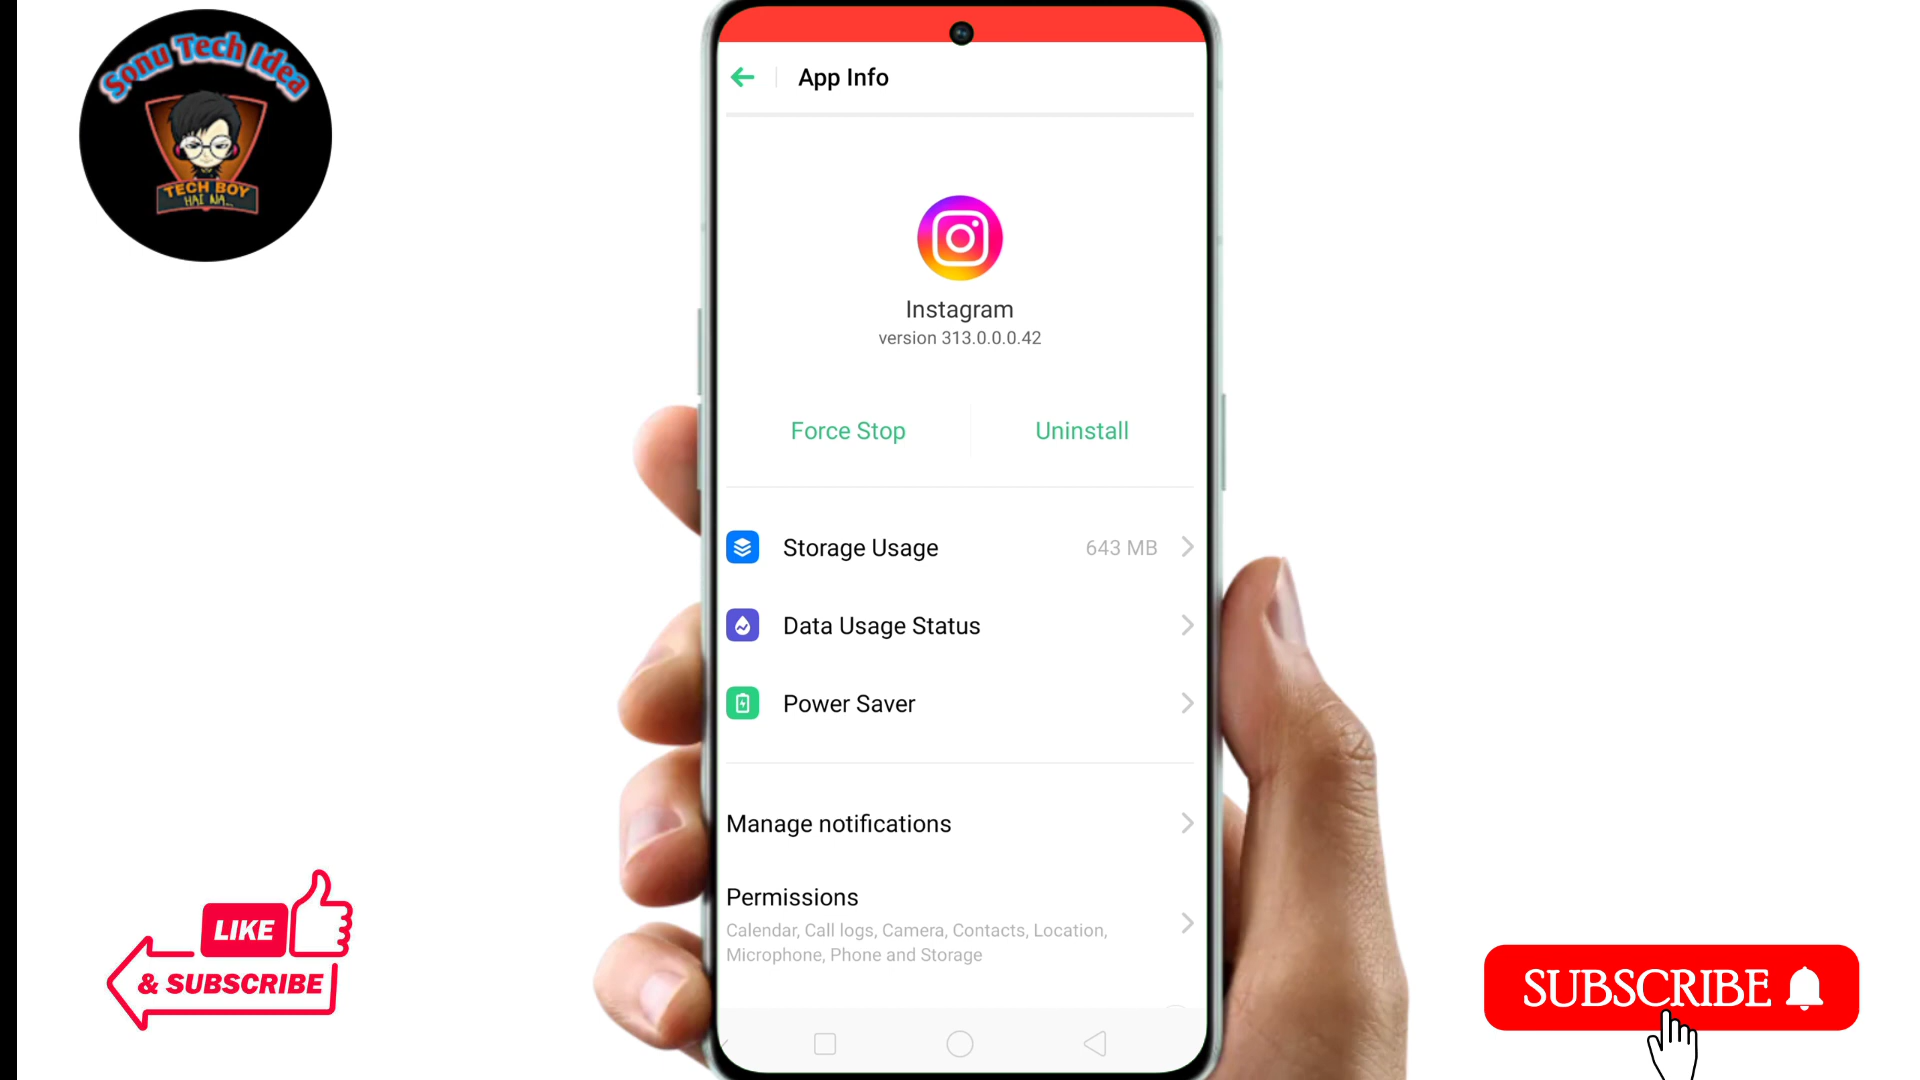 Sonu Tech Idea
TECH BOY
HAI NA...
App Info
Instagram
version 313.0.0.0.42
Force Stop
Uninstall
Storage Usage
643 MB
Data Usage Status
Power Saver
Manage notifications
Permissions
Calendar, Call logs, Camera, Contacts, Location,
Microphone, Phone and Storage
LIKE
& SUBSCRIBE
SUBSCRIBE